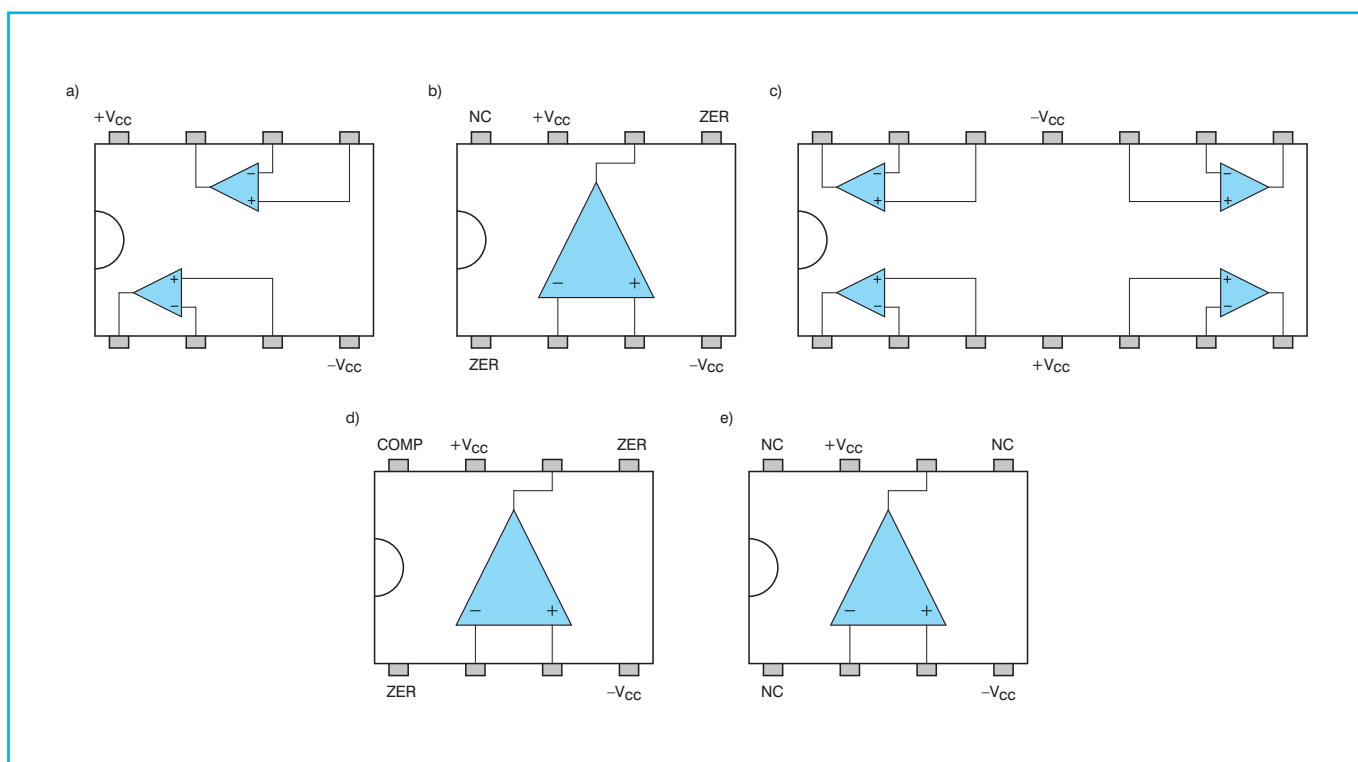 a)
+VCC
− +
+ −
−VCC
b)
NC +VCC ZER
− +
ZER −VCC
c)
−VCC
− −
+ +
+ +
− −
+VCC
d)
COMP +VCC ZER
− +
ZER −VCC
e)
NC +VCC NC
− +
NC −VCC